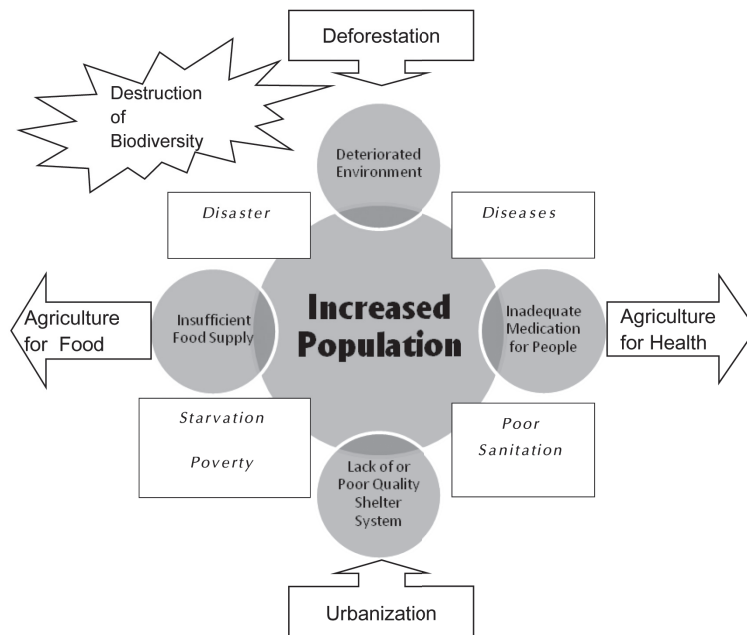 Deforestation
Destruction
of
Biodiversity
Deteriorated
Environment
Disaster
Diseases
Agriculture
for Food
Insufficient
Food Supply
Increased
Population
Inadequate
Medication
for People
Agriculture
for Health
Starvation
Poverty
Poor
Sanitation
Lack of or
Poor Quality
Shelter
System
Urbanization